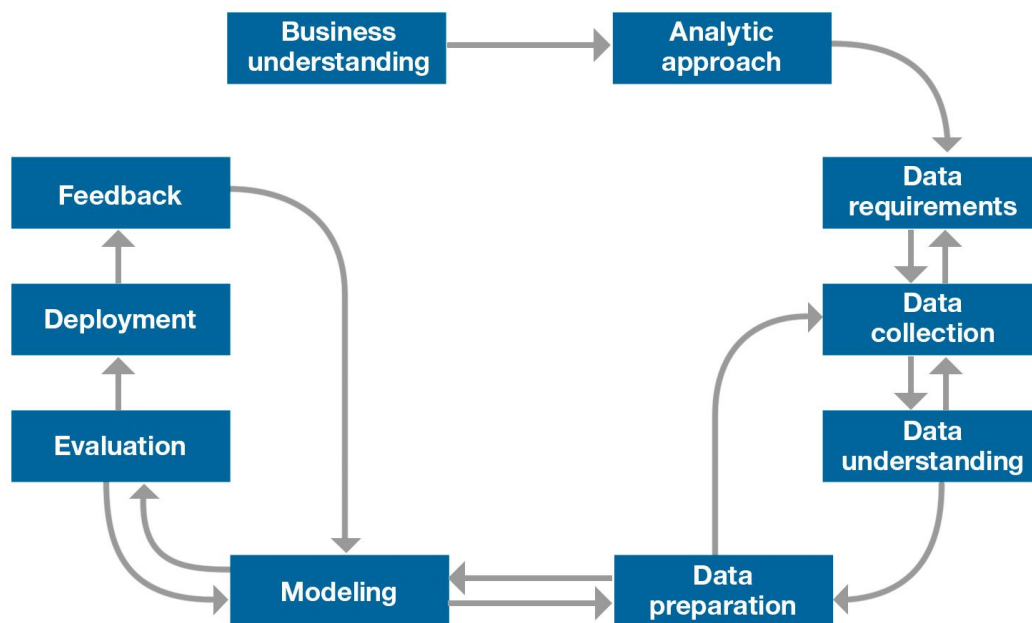 Business
understanding
Analytic
approach
Data
requirements
Data
collection
Data
understanding
Data
preparation
Modeling
Evaluation
Deployment
Feedback